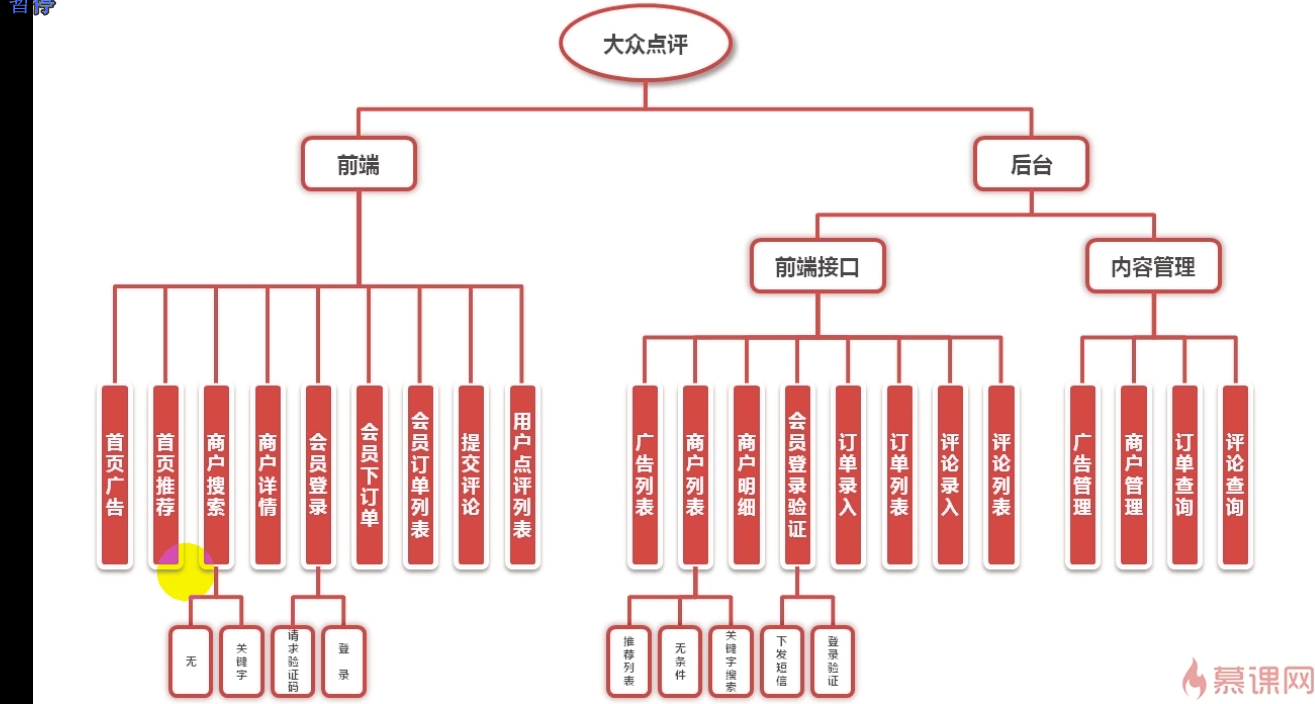 暂停
大众点评
前端
后台
前端接口
内容管理
首页广告
首页推荐
商户搜索
商户详情
会员登录
会员下订单
会员订单列表
提交评论
用户点评列表
广告列表
商户列表
商户明细
会员登录验证
订单录入
订单列表
评论录入
评论列表
广告管理
商户管理
订单查询
评论查询
无
关键字
请求验证码
登录
推荐列表
无条件
关键字搜索
下发短信
登录验证
慕课网